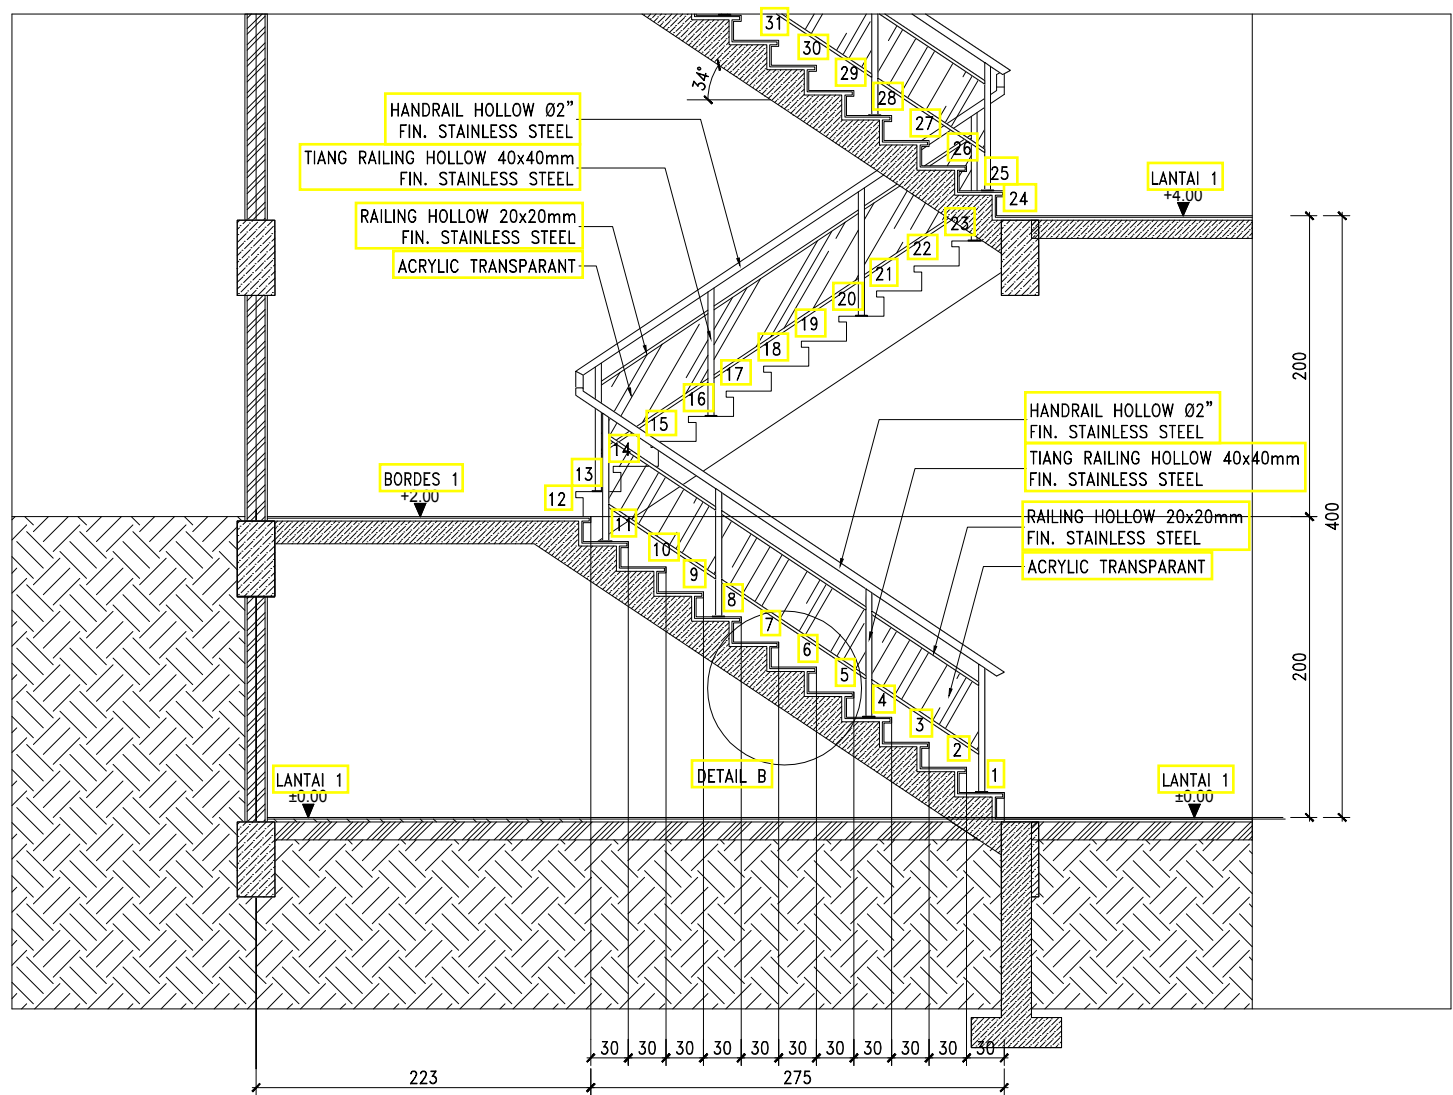 31
30
29
28
27
26
25
24
34°
HANDRAIL HOLLOW Ø2”
FIN. STAINLESS STEEL
TIANG RAILING HOLLOW 40x40mm
FIN. STAINLESS STEEL
RAILING HOLLOW 20x20mm
FIN. STAINLESS STEEL
ACRYLIC TRANSPARANT
LANTAI 1
+4.00
23
22
21
20
19
18
17
16
15
14
13
12
BORDES 1
+2.00
HANDRAIL HOLLOW Ø2”
FIN. STAINLESS STEEL
TIANG RAILING HOLLOW 40x40mm
FIN. STAINLESS STEEL
RAILING HOLLOW 20x20mm
FIN. STAINLESS STEEL
ACRYLIC TRANSPARANT
200
400
200
11
10
9
8
7
6
5
4
3
2
1
DETAIL B
LANTAI 1
±0.00
LANTAI 1
±0.00
30 30 30 30 30 30 30 30 30 30 30
223 275